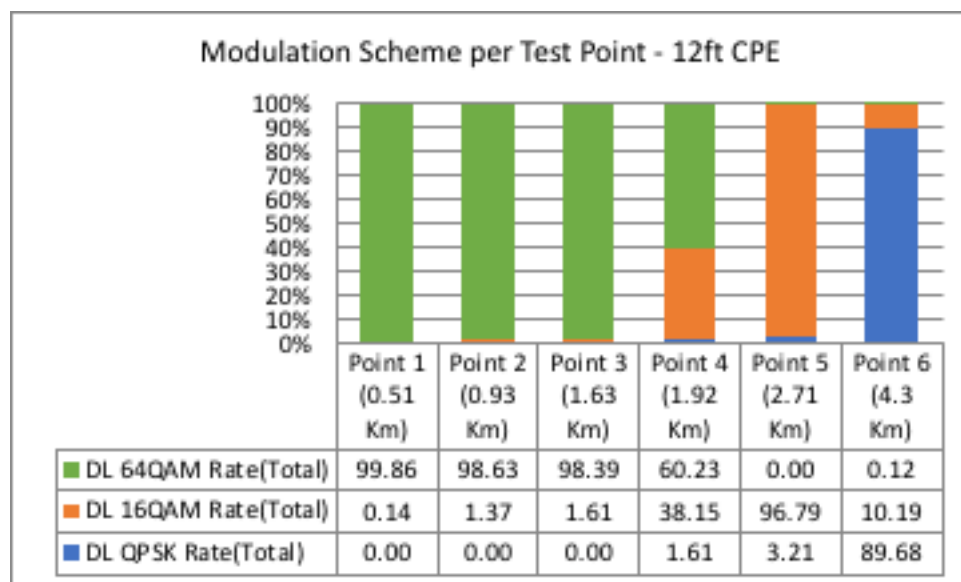 Modulation Scheme per Test Point - 12ft CPE
100%
90%
80%
70%
60%
50%
40%
30%
20%
10%
0%
Point 1 Point 2 Point 3 Point 4 Point 5 Point 6
(0.51 (0.93 (1.63 (1.92 (2.71 (4.3
Km) Km) Km) Km) Km) Km)
DL 64QAM Rate(Total) 99.86 98.63 98.39 60.23 0.00 0.12
DL 16QAM Rate(Total) 0.14 1.37 1.61 38.15 96.79 10.19
DL QPSK Rate(Total) 0.00 0.00 0.00 1.61 3.21 89.68